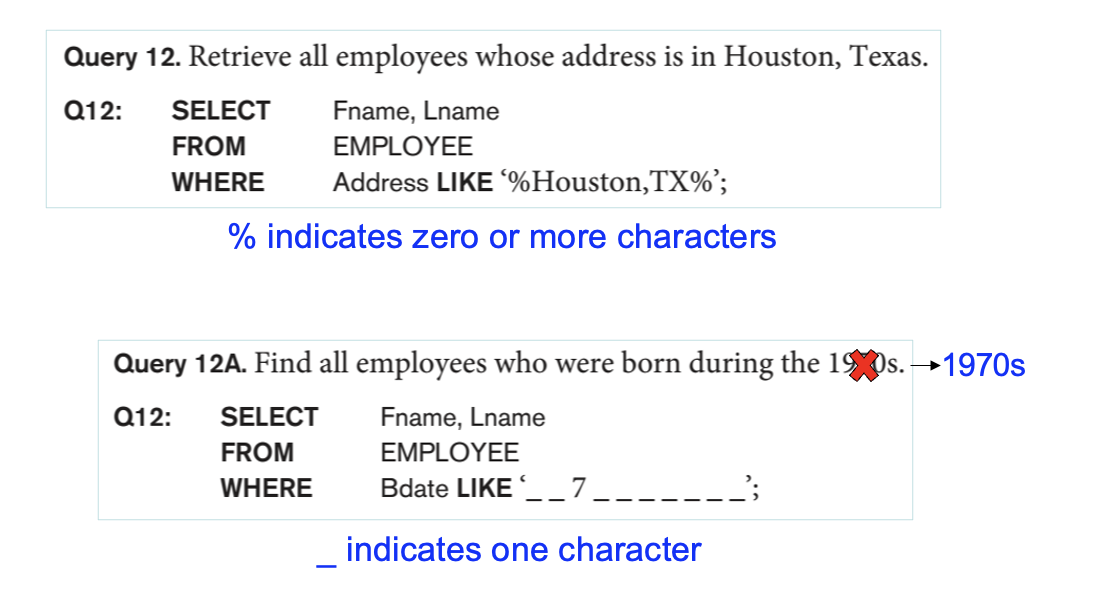 Query 12. Retrieve all employees whose address is in Houston, Texas.
Q12: SELECT Fname, Lname
FROM EMPLOYEE
WHERE Address LIKE ‘%Houston,TX%’;
% indicates zero or more characters
Query 12A. Find all employees who were born during the 19 0s. 1970s
Q12: SELECT Fname, Lname
FROM EMPLOYEE
WHERE Bdate LIKE ‘_ _ 7 _ _ _ _ _ _ _’;
_ indicates one character